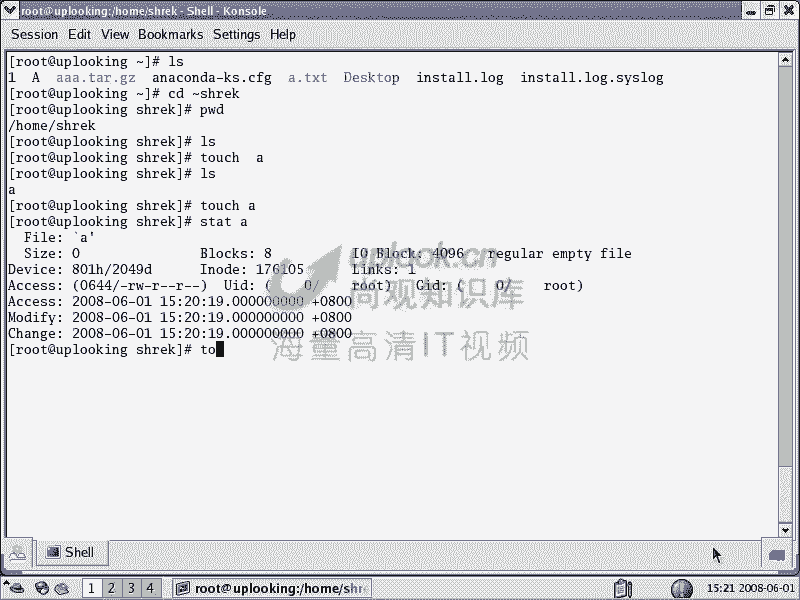 root@uplooking:/home/shrek - Shell - Konsole
Session Edit View Bookmarks Settings Help
[root@uplooking ~]# ls
1 A aaa.tar.gz anaconda-ks.cfg a.txt Desktop install.log install.log.syslog
[root@uplooking ~]# cd ~shrek
[root@uplooking shrek]# pwd
/home/shrek
[root@uplooking shrek]# ls
[root@uplooking shrek]# touch  a
[root@uplooking shrek]# ls
a
[root@uplooking shrek]# touch a
[root@uplooking shrek]# stat a
  File: `a'
  Size: 0               Blocks: 8          IO Block: 4096   regular empty file
Device: 801h/2049d      Inode: 176105      Links: 1
Access: (0644/-rw-r--r--)  Uid: (    0/    root)   Gid: (    0/    root)
Access: 2008-06-01 15:20:19.000000000 +0800
Modify: 2008-06-01 15:20:19.000000000 +0800
Change: 2008-06-01 15:20:19.000000000 +0800
[root@uplooking shrek]# to
uplook.cn
尚观知识库
海量高清IT视频
Shell
1 2 3 4 root@uplooking:/home/shre 15:21 2008-06-01